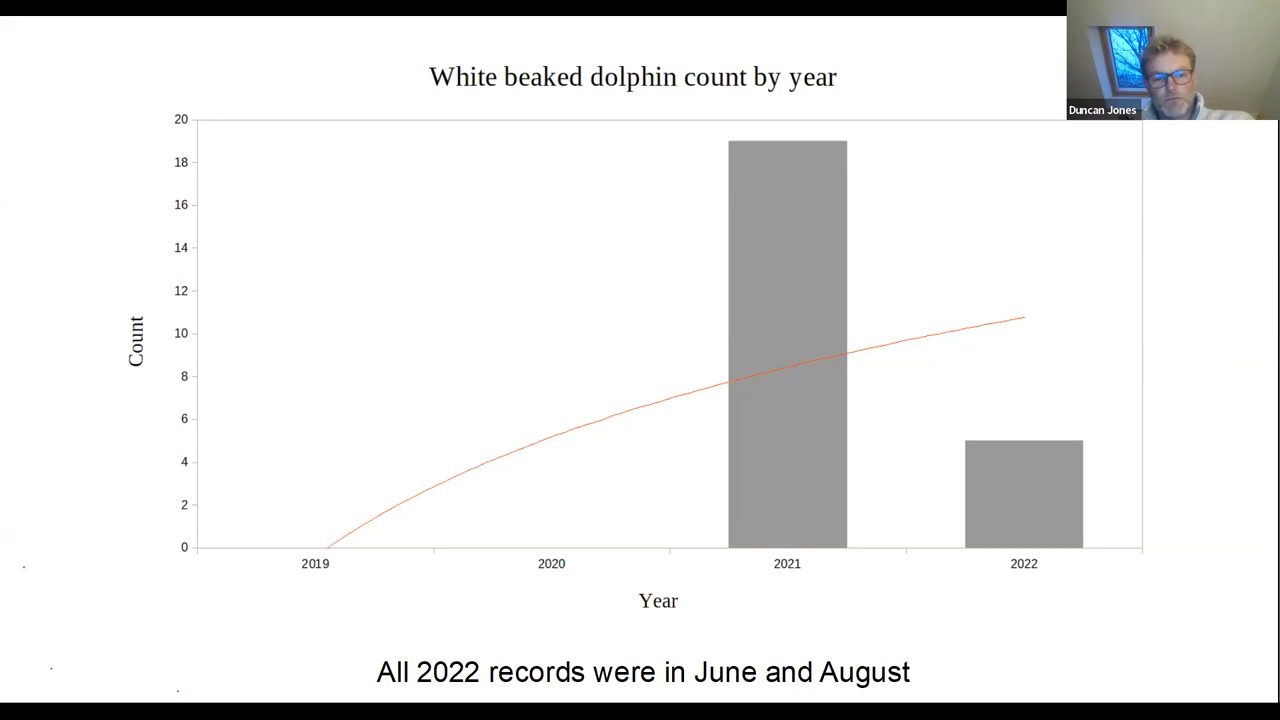 White beaked dolphin count by year
Duncan Jones
20
18
16
14
12
10
8
6
4
2
0
Count
2019 2020 2021 2022
Year
All 2022 records were in June and August